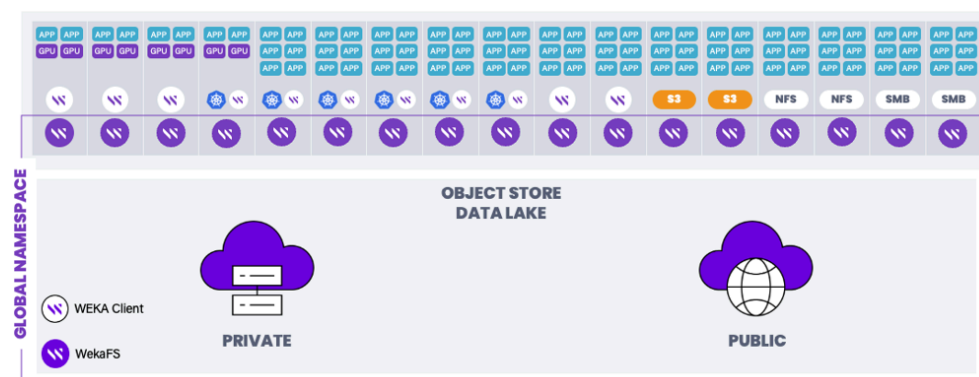 APP APP APP APP APP APP APP APP APP APP APP APP APP APP APP APP APP APP APP APP APP APP APP APP APP APP APP APP APP APP APP APP APP APP
GPU GPU GPU GPU GPU GPU GPU GPU APP APP APP APP APP APP APP APP APP APP APP APP APP APP APP APP APP APP APP APP APP APP APP APP APP APP
APP APP APP APP APP APP APP APP APP APP APP APP APP APP APP APP APP APP APP APP APP APP APP APP APP APP
S3 S3 NFS NFS SMB SMB
GLOBAL NAMESPACE
OBJECT STORE
DATA LAKE
WEKA Client
PRIVATE
PUBLIC
WekaFS